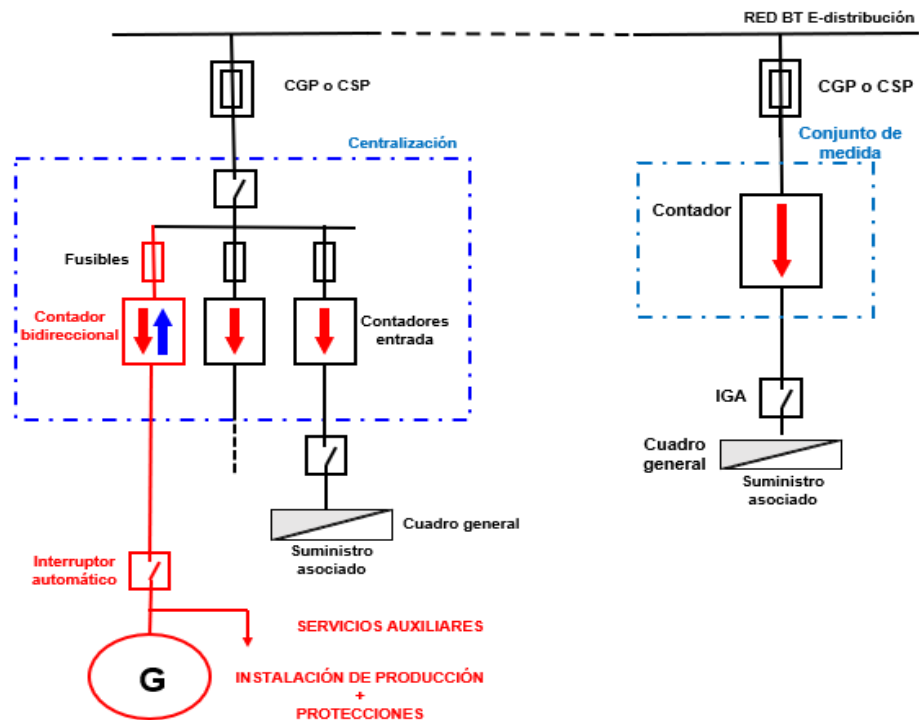 RED BT E-distribución
CGP o CSP
CGP o CSP
Centralización
Conjunto de
medida
Contador
Fusibles
Contador
bidireccional
Contadores
entrada
IGA
Cuadro
general
Suministro
asociado
Cuadro general
Suministro
asociado
Interruptor
automático
SERVICIOS AUXILIARES
G
INSTALACIÓN DE PRODUCCIÓN
+
PROTECCIONES